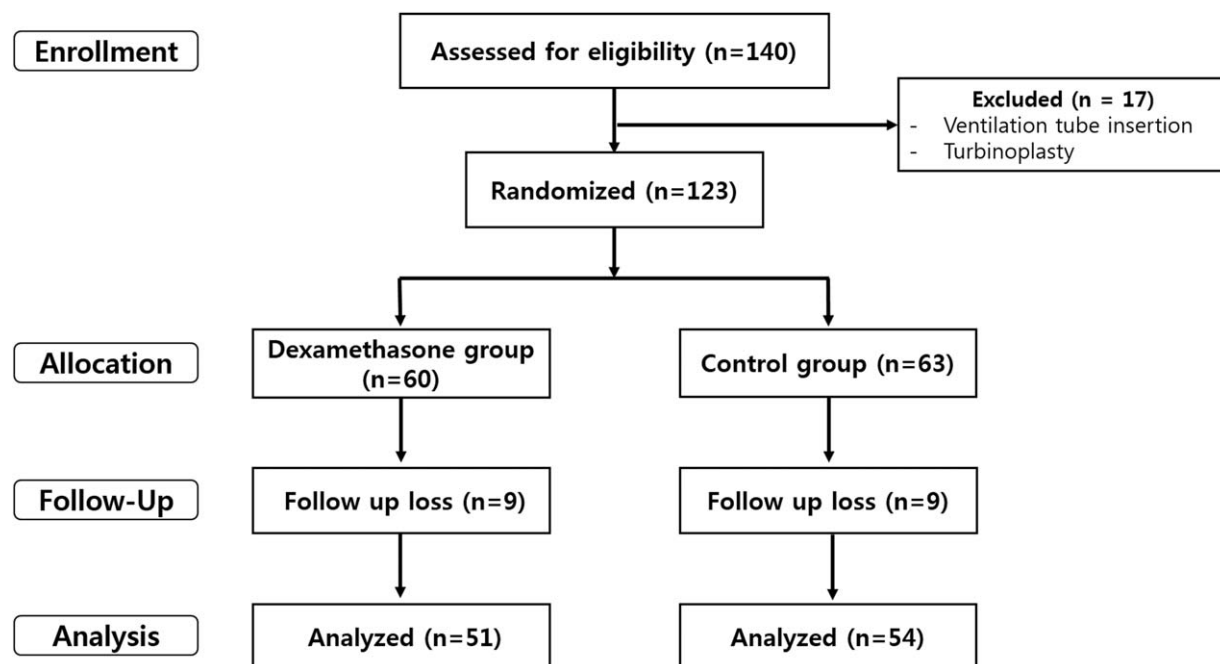 Enrollment
Assessed for eligibility (n=140)
Excluded (n = 17)
- Ventilation tube insertion
- Turbinoplasty
Randomized (n=123)
Allocation
Dexamethasone group
(n=60)
Control group (n=63)
Follow-Up
Follow up loss (n=9)
Follow up loss (n=9)
Analysis
Analyzed (n=51)
Analyzed (n=54)